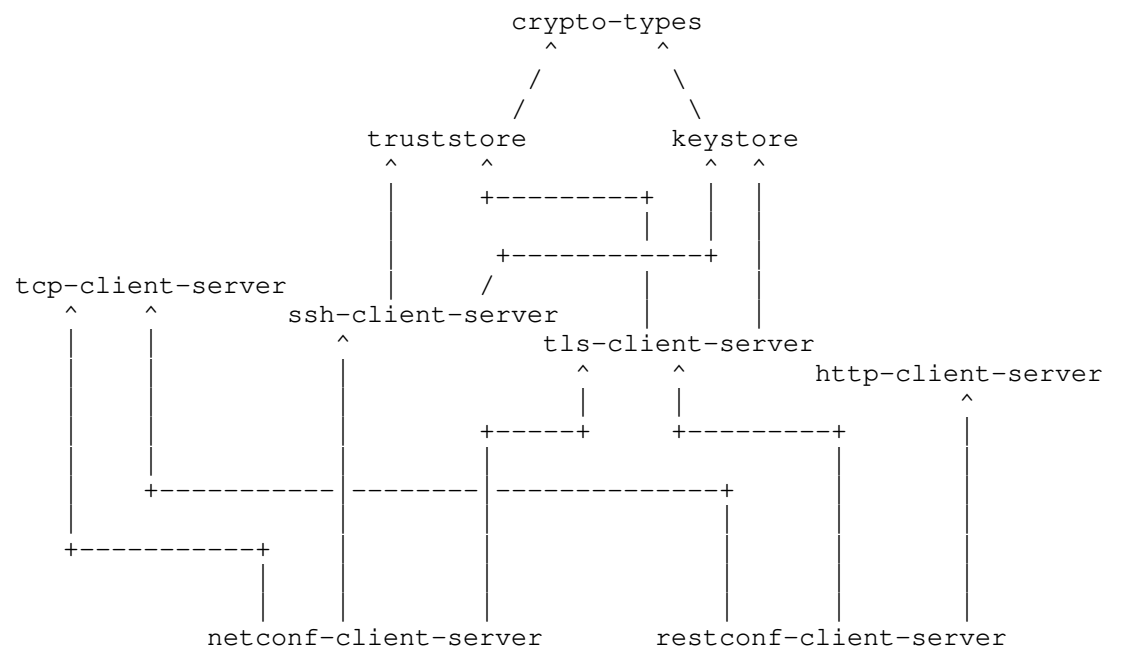 crypto-types
truststore keystore
tcp-client-server
ssh-client-server
tls-client-server
http-client-server
netconf-client-server restconf-client-server